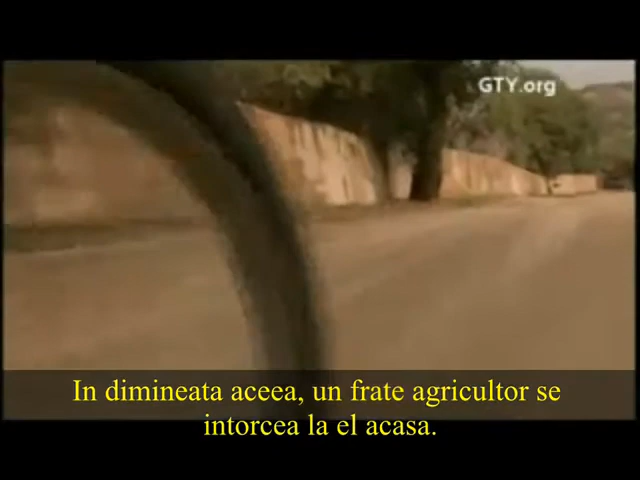 GTY.org
In dimineata aceea, un frate agricultor se
intorcea la el acasa.